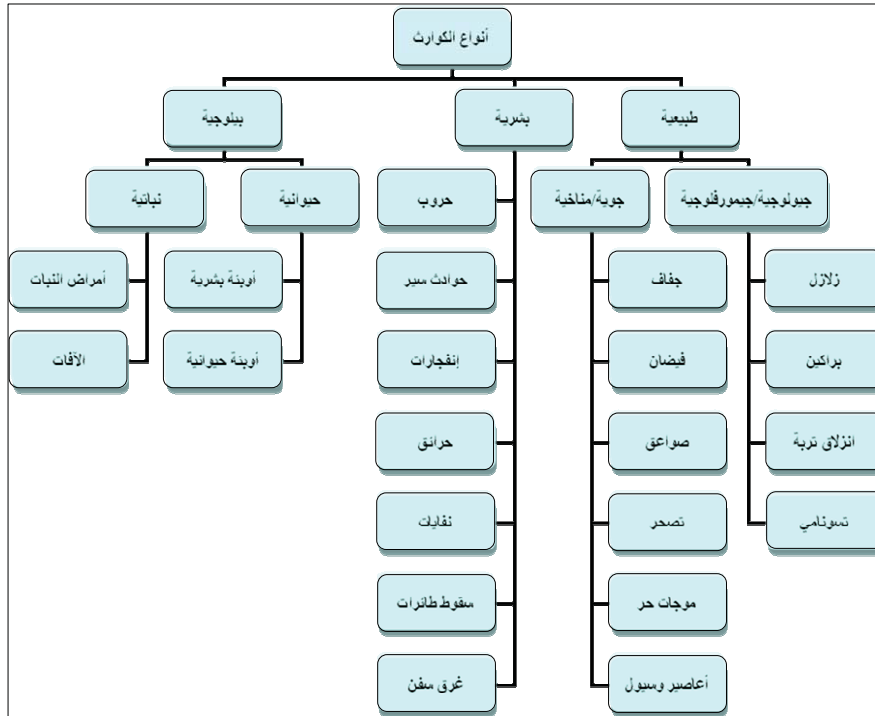 أنواع الكوارث
طبيعية
بشرية
بيلوجية
جيولوجية/جيمورفلوجية
جوية/مناخية
حروب
حيوانية
نباتية
زلازل
جفاف
حوادث سير
أوبئة بشرية
أمراض النبات
براكين
فيضان
إنفجارات
أوبئة حيوانية
الآفات
انزلاق تربة
صواعق
حرائق
تسونامي
تصحر
نفايات
موجات حر
سقوط طائرات
أعاصير وسيول
غرق سفن